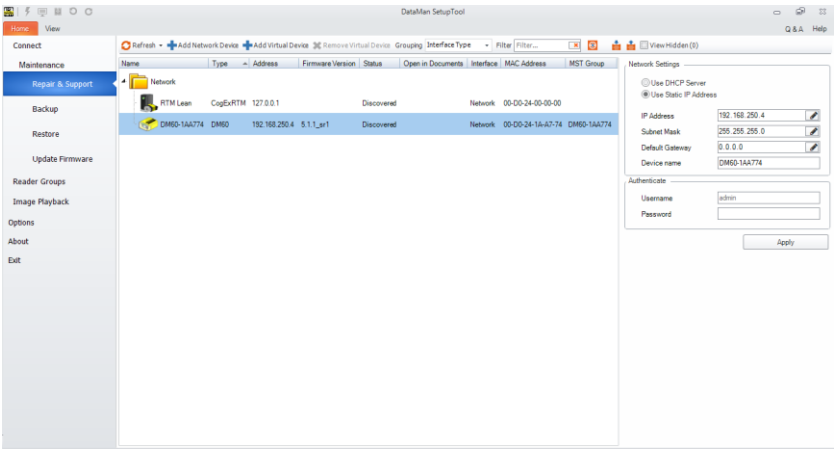 DataMan SetupTool
Home View Q & A Help
Connect
Maintenance
Repair & Support
Backup
Restore
Update Firmware
Reader Groups
Image Playback
Options
About
Exit
Refresh Add Network Device Add Virtual Device Remove Virtual Device Grouping Interface Type Filter Filter... View Hidden (0)
Name Type Address Firmware Version Status Open in Documents Interface MAC Address MST Group
Network
RTM Lean CogExRTM 127.0.0.1 Discovered Network 00-D0-24-00-00-00
DM60-1AA774 DM60 192.168.250.4 5.1.1_sr1 Discovered Network 00-D0-24-1A-A7-74 DM60-1AA774
Network Settings
Use DHCP Server
Use Static IP Address
IP Address 192.168.250.4
Subnet Mask 255.255.255.0
Default Gateway 0.0.0.0
Device name DM60-1AA774
Authenticate
Username admin
Password
Apply